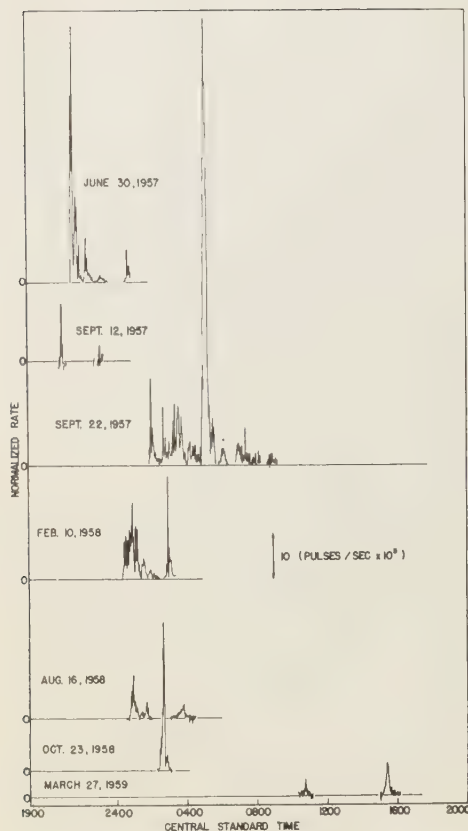 JUNE 30, 1957
0
SEPT. 12, 1957
0
NORMALIZED RATE
SEPT. 22, 1957
0
FEB. 10, 1958
10 (PULSES / SEC x 10³)
0
AUG. 16, 1958
0
OCT. 23, 1958
0
MARCH 27, 1959
0
1900 2400 0400 0800 1200 1600 2000
CENTRAL STANDARD TIME